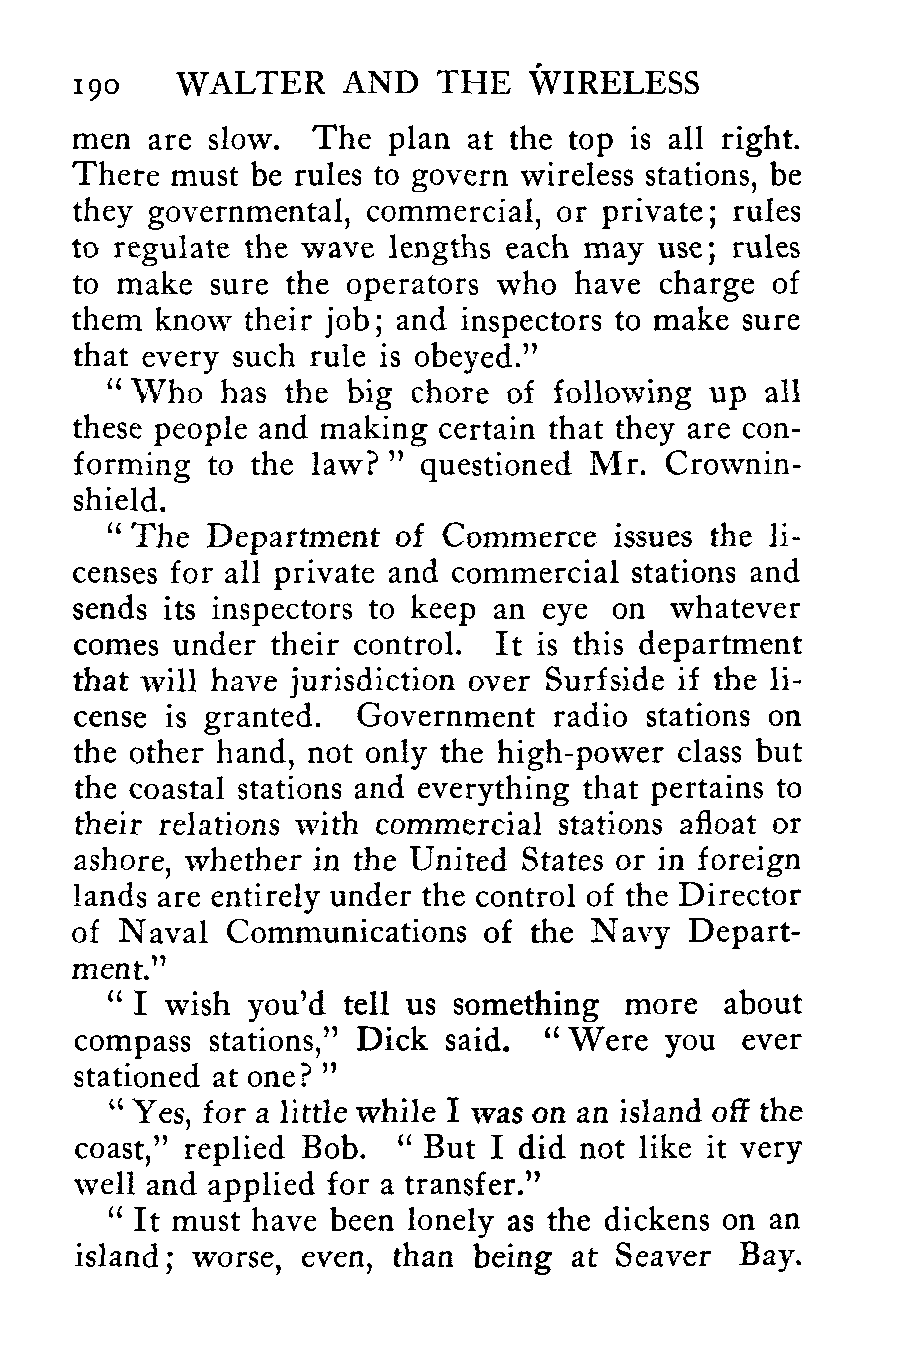 190 WALTER AND THE WIRELESS
men are slow. The plan at the top is all right.
There must be rules to govern wireless stations, be
they governmental, commercial, or private; rules
to regulate the wave lengths each may use; rules
to make sure the operators who have charge of
them know their job; and inspectors to make sure
that every such rule is obeyed."
"Who has the big chore of following up all
these people and making certain that they are con-
forming to the law?" questioned Mr. Crownin-
shield.
"The Department of Commerce issues the li-
censes for all private and commercial stations and
sends its inspectors to keep an eye on whatever
comes under their control. It is this department
that will have jurisdiction over Surfside if the li-
cense is granted. Government radio stations on
the other hand, not only the high-power class but
the coastal stations and everything that pertains to
their relations with commercial stations afloat or
ashore, whether in the United States or in foreign
lands are entirely under the control of the Director
of Naval Communications of the Navy Depart-
ment."
"I wish you'd tell us something more about
compass stations," Dick said. "Were you ever
stationed at one?"
"Yes, for a little while I was on an island off the
coast," replied Bob. "But I did not like it very
well and applied for a transfer."
"It must have been lonely as the dickens on an
island; worse, even, than being at Seaver Bay.